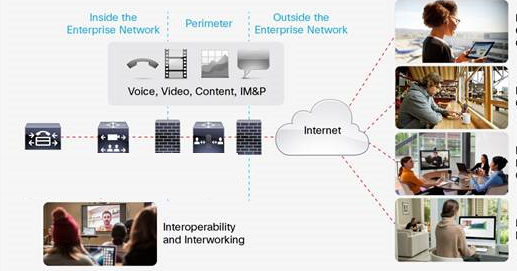 Inside the
Enterprise Network
Perimeter
Outside the
Enterprise Network
Voice, Video, Content, IM&P
Internet
Interoperability
and Interworking